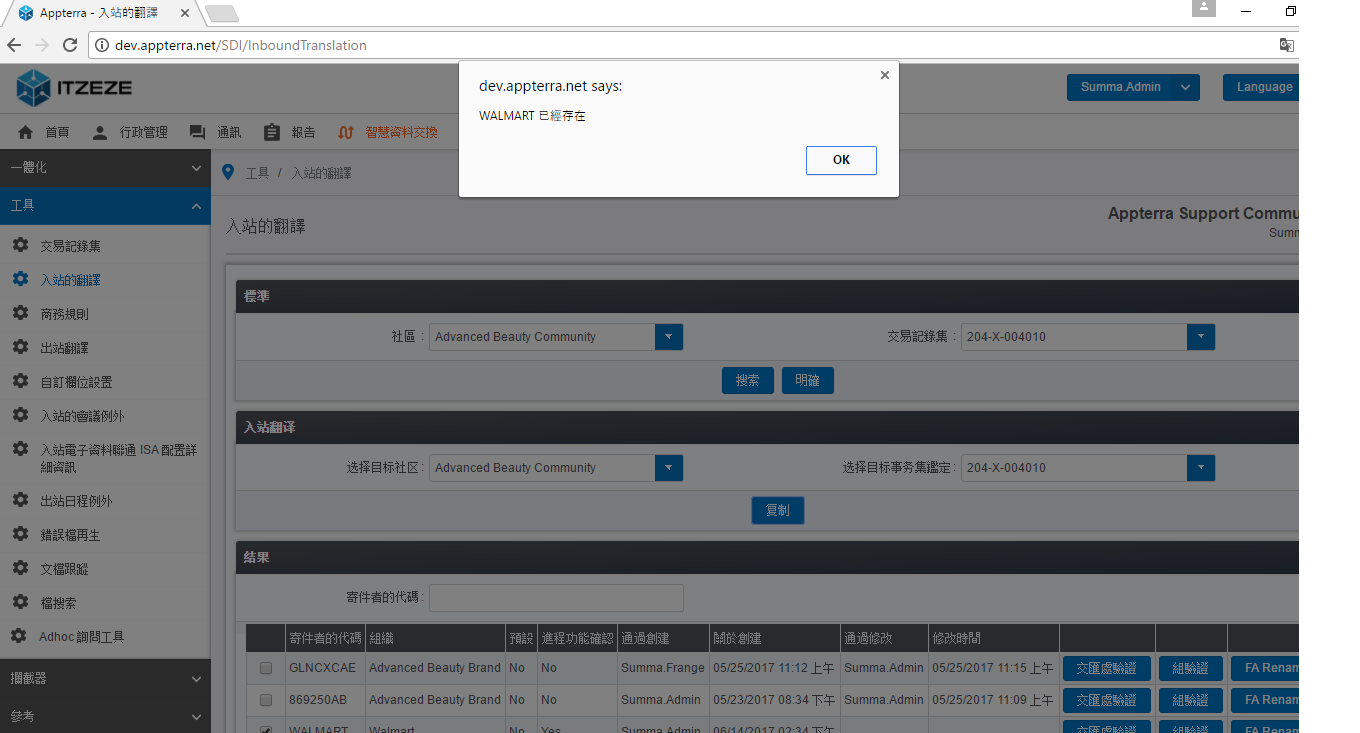 Appterra - 入站的翻譯
dev.appterra.net/SDI/InboundTranslation
ITZEZE
Summa.Admin
Language
dev.appterra.net says:
WALMART 已經存在
OK
首頁
行政管理
通訊
報告
智慧資料交換
一體化
工具
交易記錄集
入站的翻譯
商務規則
出站翻譯
自訂欄位設置
入站的會議例外
入站電子資料聯通 ISA 配置詳
細資訊
出站日程例外
錯誤檔再生
文檔跟蹤
檔搜索
Adhoc 詢問工具
攔截器
參考
工具 / 入站的翻譯
入站的翻譯
Appterra Support Commu
Summ
標準
社區 : Advanced Beauty Community
交易記錄集 : 204-X-004010
搜索
明確
入站翻译
选择目标社区 : Advanced Beauty Community
选择目标事务集鑑定 : 204-X-004010
复制
结果
寄件者的代碼 :
寄件者的代碼 組織 預設 進程功能確認 通過創建 關於創建 通過修改 修改時間
GLNCXCAE Advanced Beauty Brand No No Summa.Frange 05/25/2017 11:12 上午 Summa.Admin 05/25/2017 11:15 上午 交匯處驗證 組驗證 FA Renam
869250AB Advanced Beauty Brand No No Summa.Admin 05/23/2017 08:34 下午 Summa.Admin 05/25/2017 11:09 上午 交匯處驗證 組驗證 FA Renam
WALMART Walmart No Yes Summa.Admin 06/14/2017 02:34 下午 交匯處驗證 組驗證 FA Renam